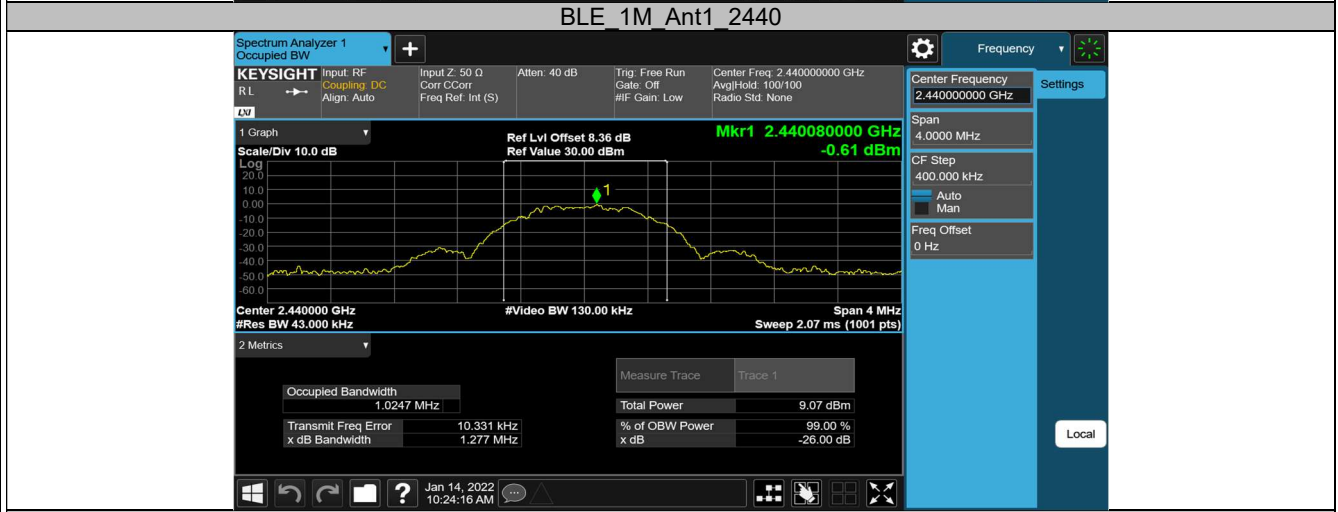 BLE_1M_Ant1_2440
Spectrum Analyzer 1
Occupied BW
+
Frequency
KEYSIGHT
RL
LXI
Input: RF
Coupling: DC
Align: Auto
Input Z: 50 Ω
Corr CCorr
Freq Ref: Int (S)
Atten: 40 dB
Trig: Free Run
Gate: Off
#IF Gain: Low
Center Freq: 2.440000000 GHz
Avg|Hold: 100/100
Radio Std: None
Center Frequency
2.440000000 GHz
Settings
Span
4.0000 MHz
CF Step
400.000 kHz
Auto
Man
Freq Offset
0 Hz
Local
1 Graph
Scale/Div 10.0 dB
Ref Lvl Offset 8.36 dB
Ref Value 30.00 dBm
Mkr1 2.440080000 GHz
-0.61 dBm
Log
20.0
10.0
0.00
-10.0
-20.0
-30.0
-40.0
-50.0
-60.0
1
Center 2.440000 GHz
#Res BW 43.000 kHz
#Video BW 130.00 kHz
Span 4 MHz
Sweep 2.07 ms (1001 pts)
2 Metrics
Measure Trace Trace 1
Occupied Bandwidth
1.0247 MHz
Total Power 9.07 dBm
Transmit Freq Error 10.331 kHz
% of OBW Power 99.00 %
x dB Bandwidth 1.277 MHz
x dB -26.00 dB
?
Jan 14, 2022
10:24:16 AM